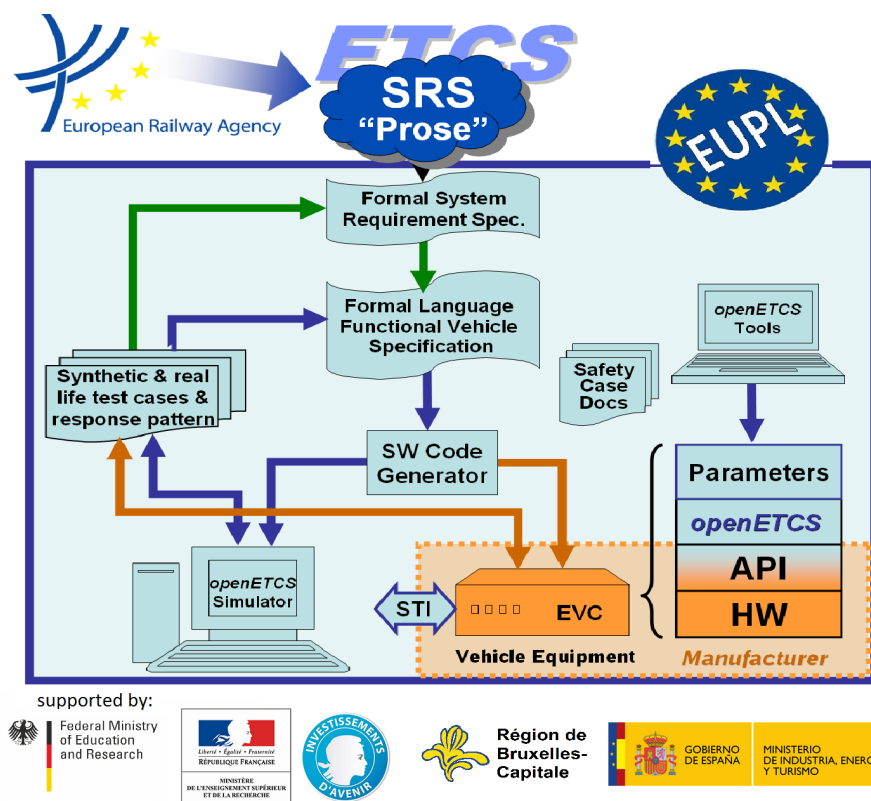 ETCS
SRS
“Prose”
European Railway Agency
EUPL
Formal System
Requirement Spec.
Formal Language
Functional Vehicle
Specification
openETCS
Tools
Synthetic & real
life test cases &
response pattern
Safety
Case
Docs
SW Code
Generator
Parameters
openETCS
API
HW
openETCS
Simulator
STI
EVC
Vehicle Equipment
Manufacturer
supported by:
Federal Ministry
of Education
and Research
Liberté • Égalité • Fraternité
RÉPUBLIQUE FRANÇAISE
MINISTÈRE
DE L'ENSEIGNEMENT SUPÉRIEUR
ET DE LA RECHERCHE
INVESTISSEMENTS
D'AVENIR
Région de
Bruxelles-
Capitale
GOBIERNO
DE ESPAÑA
MINISTERIO
DE INDUSTRIA, ENERG
Y TURISMO